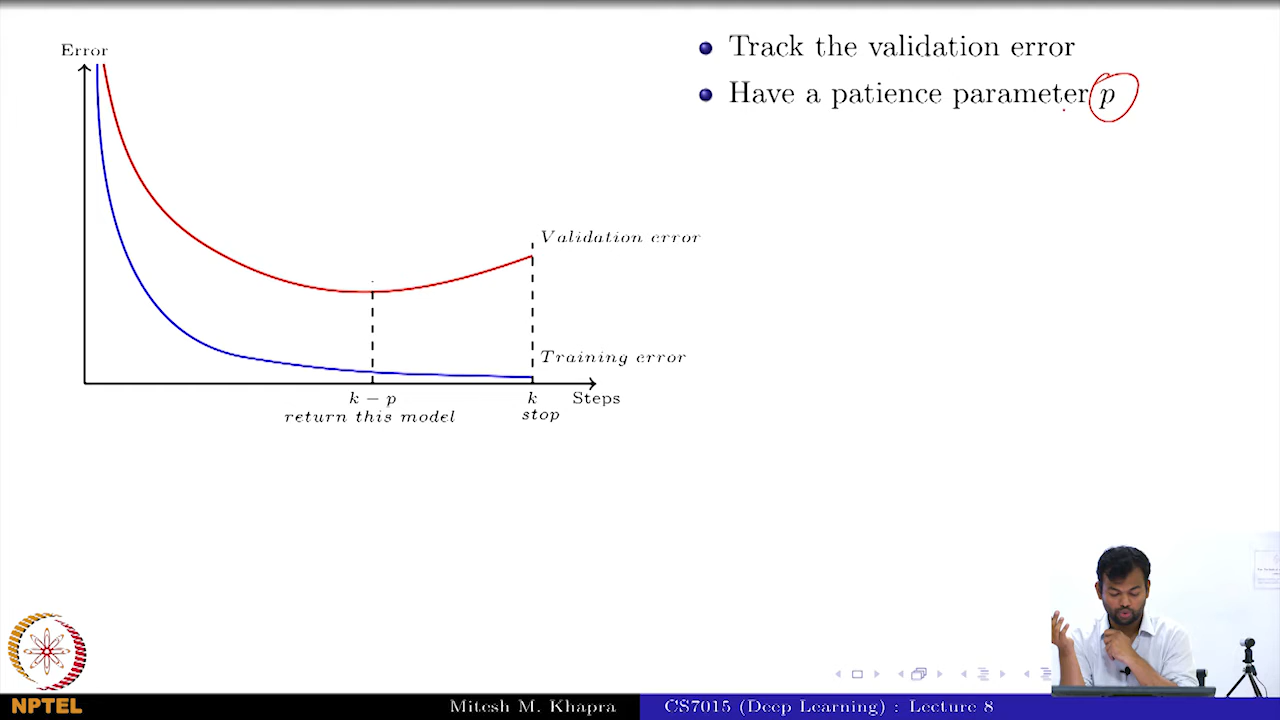 Error
Track the validation error
Have a patience parameter p
Validation error
Training error
k − p
k
Steps
return this model
stop
NPTEL
Mitesh M. Khapra
CS7015 (Deep Learning) : Lecture 8